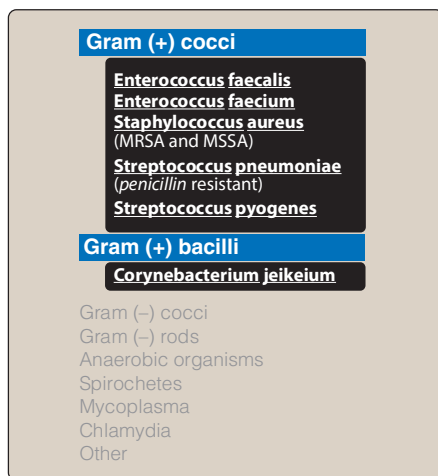 Gram (+) cocci
Enterococcus faecalis
Enterococcus faecium
Staphylococcus aureus
(MRSA and MSSA)
Streptococcus pneumoniae
(penicillin resistant)
Streptococcus pyogenes
Gram (+) bacilli
Corynebacterium jeikeium
Gram (–) cocci
Gram (–) rods
Anaerobic organisms
Spirochetes
Mycoplasma
Chlamydia
Other